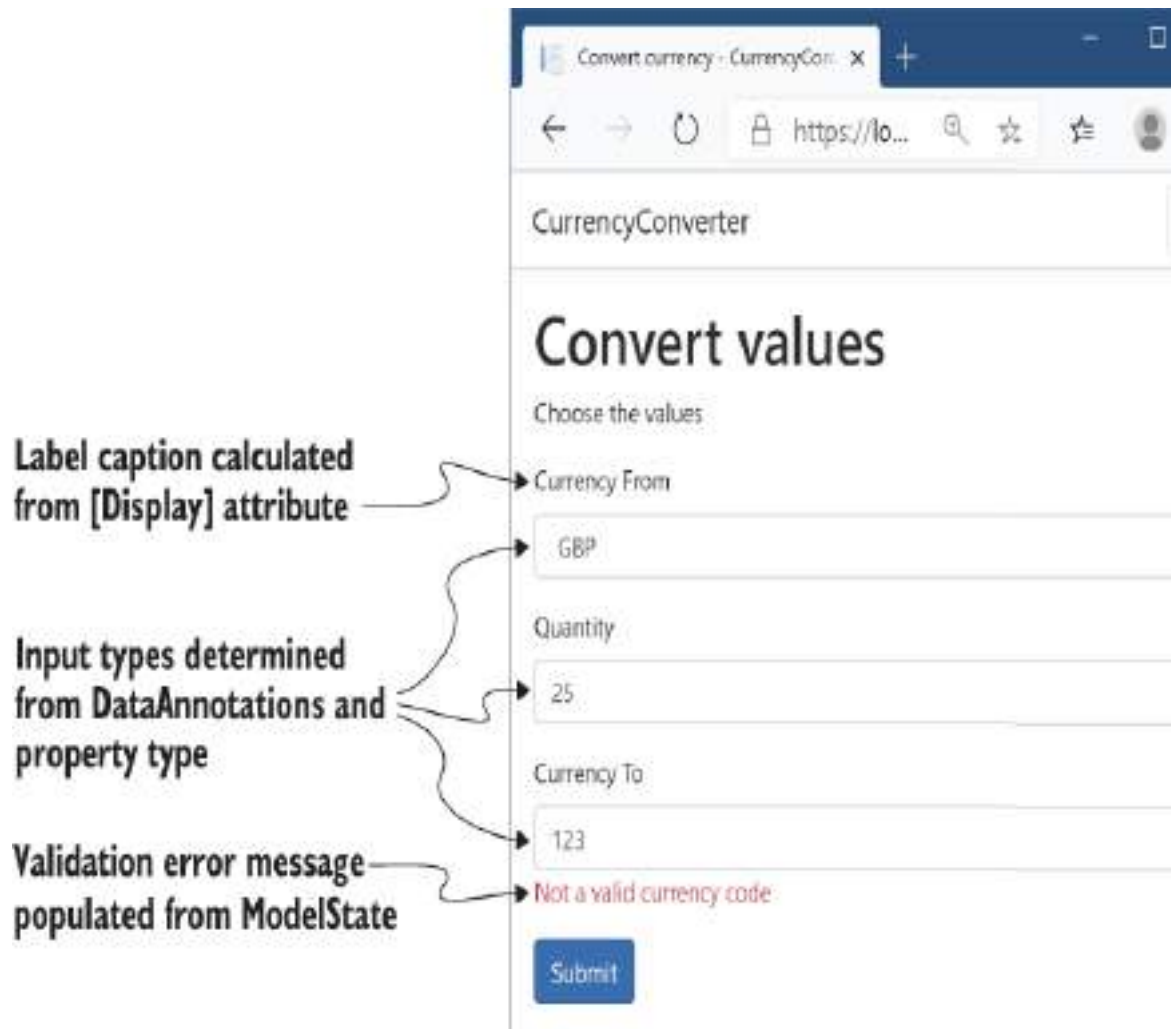 Convert currency - CurrencyCon
https://lo...
CurrencyConverter
Convert values
Choose the values
Label caption calculated
from [Display] attribute
Currency From
GBP
Quantity
Input types determined
from DataAnnotations and
property type
25
Currency To
123
Validation error message
populated from ModelState
Not a valid currency code
Submit